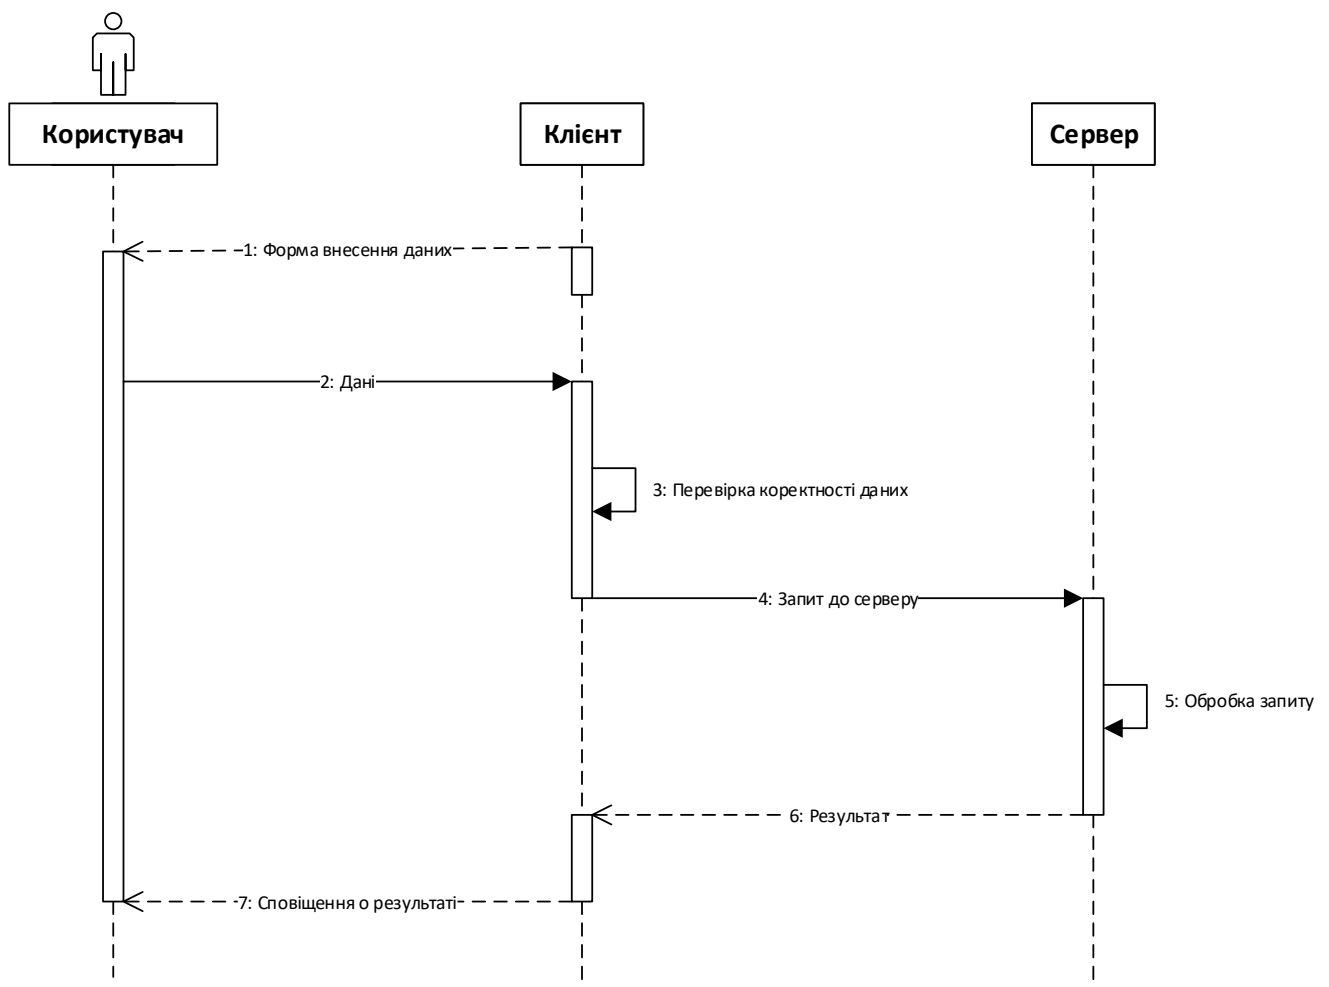 Користувач
Клієнт
Сервер
1: Форма внесення даних
2: Дані
3: Перевірка коректності даних
4: Запит до серверу
5: Обробка запиту
6: Результат
7: Сповіщення о результаті